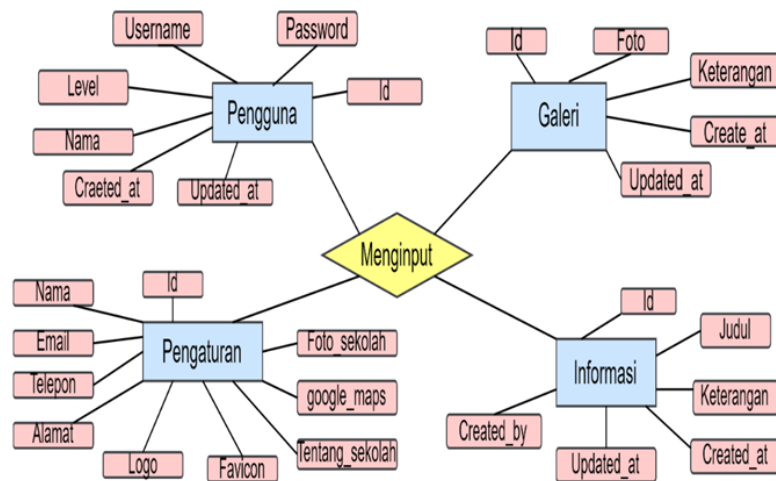 Username
Password
Level
Id
Pengguna
Nama
Craeted_at
Updated_at
Id
Foto
Keterangan
Galeri
Create_at
Updated_at
Menginput
Id
Nama
Email
Pengaturan
Foto_sekolah
Telepon
google_maps
Alamat
Logo
Favicon
Tentang_sekolah
Id
Judul
Informasi
Keterangan
Created_by
Updated_at
Created_at